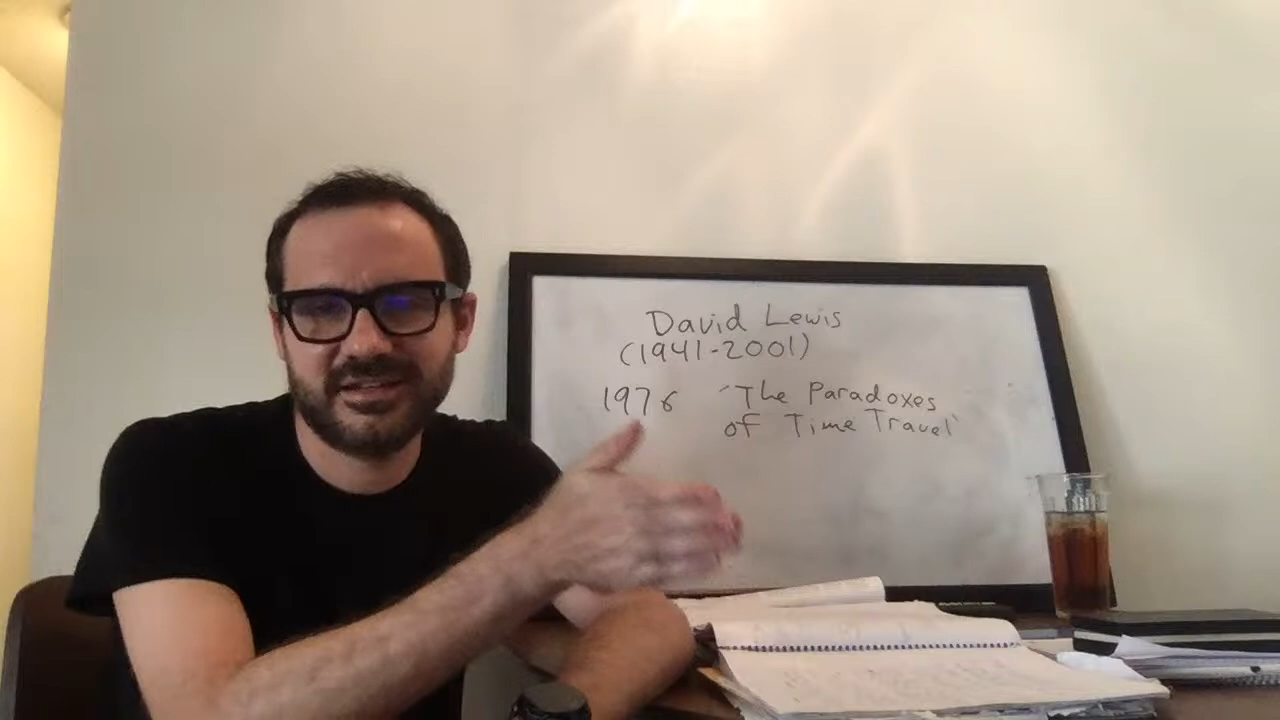 David Lewis
(1941-2001)
1976 'The Paradoxes
of Time Travel'